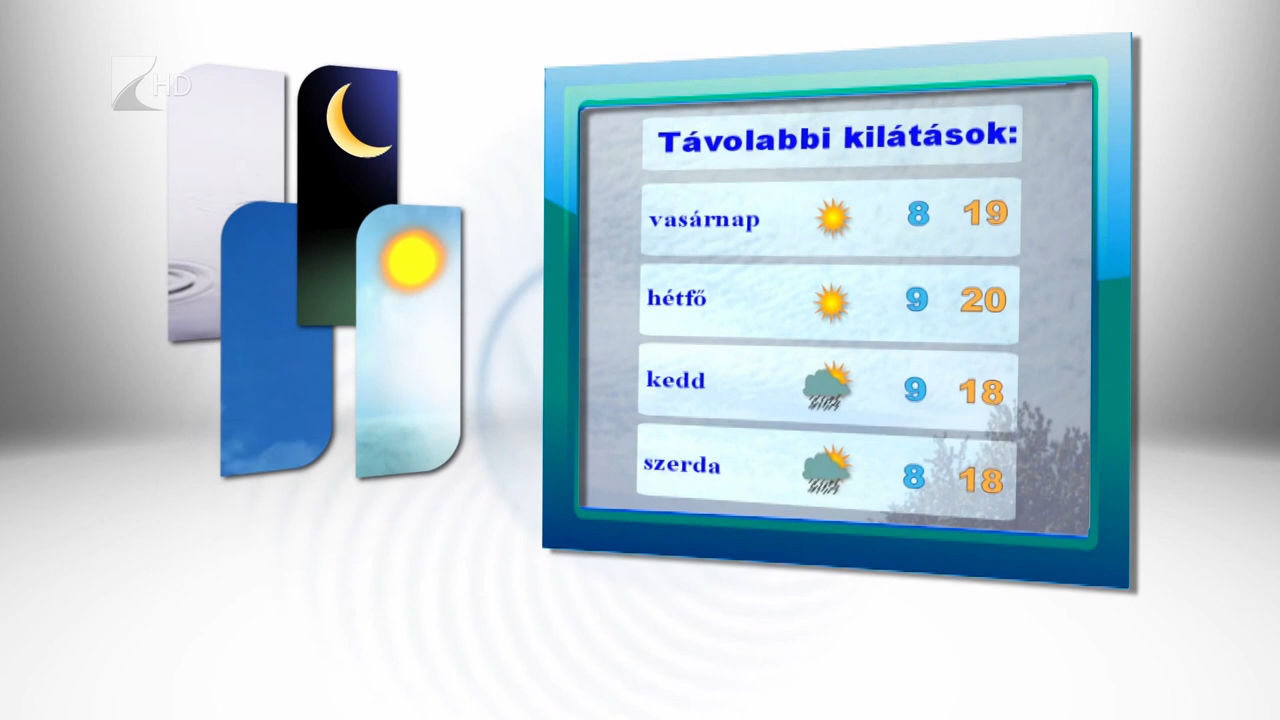 HD
Távolabbi kilátások:
vasárnap 8 19
hétfő 9 20
kedd 9 18
szerda 8 18